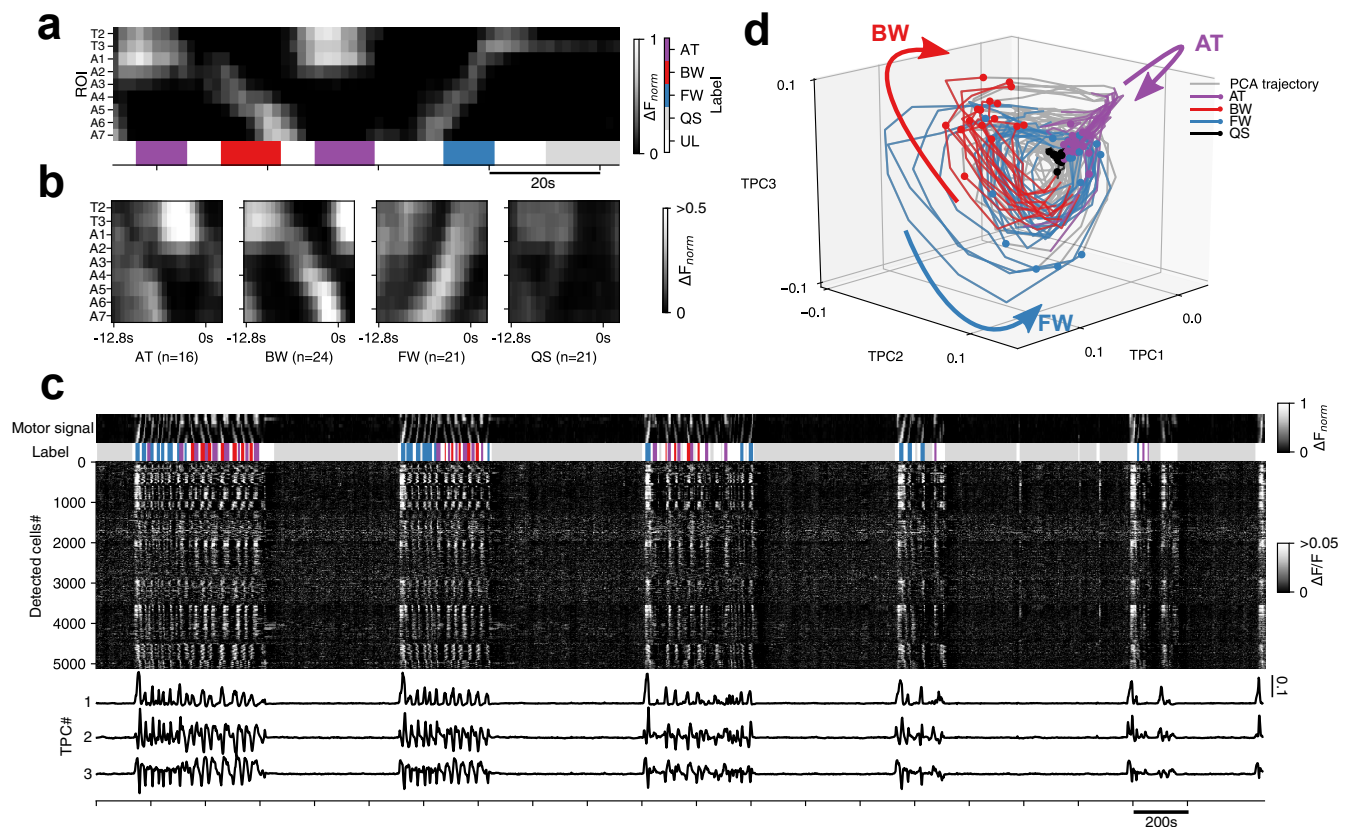 a
ROI
T2
T3
A1
A2
A3
A4
A5
A6
A7
1
0
ΔFnorm
AT
BW
FW
QS
UL
Label
20s
b
T2
T3
A1
A2
A3
A4
A5
A6
A7
-12.8s 0s
AT (n=16)
-12.8s 0s
BW (n=24)
-12.8s 0s
FW (n=21)
-12.8s 0s
QS (n=21)
>0.5
0
ΔFnorm
d
BW
AT
FW
PCA trajectory
AT
BW
FW
QS
0.1
TPC3
−0.1
−0.1
TPC2
0.1
0.1
TPC1
0.0
c
Motor signal
Label
1
0
ΔFnorm
0
1000
2000
3000
4000
5000
Detected cells#
>0.05
0
ΔF/F
TPC#
1
2
3
0.1
200s